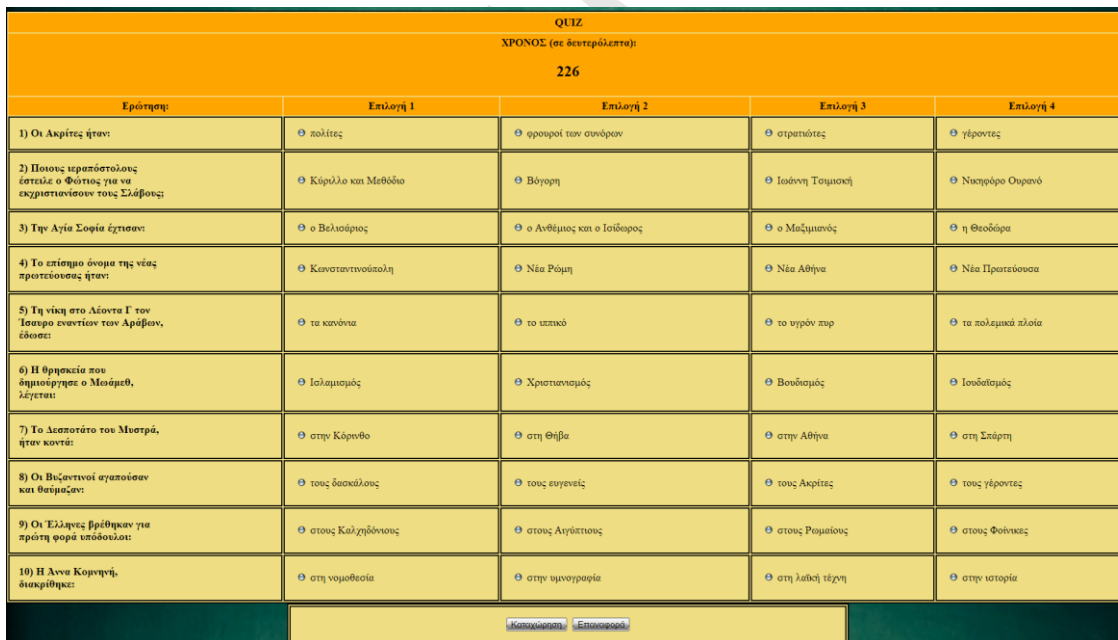 QUIZ
ΧΡΟΝΟΣ (σε δευτερόλεπτα):
226
Ερώτηση: Επιλογή 1 Επιλογή 2 Επιλογή 3 Επιλογή 4
1) Οι Ακρίτες ήταν: πολίτες φρουροί των συνόρων στρατιώτες γέροντες
2) Ποιους ιεραπόστολους
έστειλε ο Φώτιος για να
εκχριστιανίσουν τους Σλάβους;
Κύριλλο και Μεθόδιο Βόγορη Ιωάννη Τσιμισκή Νικηφόρο Ουρανό
3) Την Αγία Σοφία έχτισαν: ο Βελισάριος ο Ανθέμιος και ο Ισίδωρος ο Μαξιμιανός η Θεοδώρα
4) Το επίσημο όνομα της νέας
πρωτεύουσας ήταν:
Κωνσταντινούπολη Νέα Ρώμη Νέα Αθήνα Νέα Πρωτεύουσα
5) Τη νίκη στο Λέοντα Γ τον
Ίσαυρο εναντίων των Αράβων,
έδωσε:
τα κανόνια το ιππικό το υγρόν πυρ τα πολεμικά πλοία
6) Η θρησκεία που
δημιούργησε ο Μωάμεθ,
λέγεται:
Ισλαμισμός Χριστιανισμός Βουδισμός Ιουδαϊσμός
7) Το Δεσποτάτο του Μυστρά,
ήταν κοντά:
στην Κόρινθο στη Θήβα στην Αθήνα στη Σπάρτη
8) Οι Βυζαντινοί αγαπούσαν
και θαύμαζαν:
τους δασκάλους τους ευγενείς τους Ακρίτες τους γέροντες
9) Οι Έλληνες βρέθηκαν για
πρώτη φορά υπόδουλοι:
στους Καλχηδόνιους στους Αιγύπτιους στους Ρωμαίους στους Φοίνικες
10) Η Άννα Κομνηνή,
διακρίθηκε:
στη νομοθεσία στην υμνογραφία στη λαϊκή τέχνη στην ιστορία
Καταχώρηση Επαναφορά